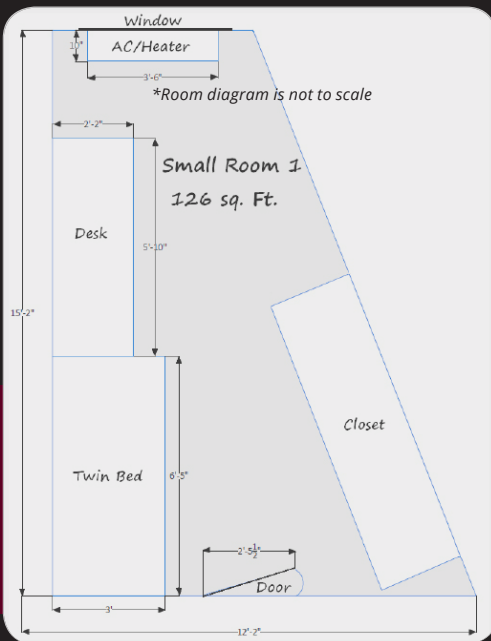 Window
10"
AC/Heater
3'-6"
*Room diagram is not to scale
2'-2"
Small Room 1
126 sq. Ft.
Desk
5'-10"
15'-2"
Closet
Twin Bed
6'-5"
2'-5½"
Door
3'
12'-2"